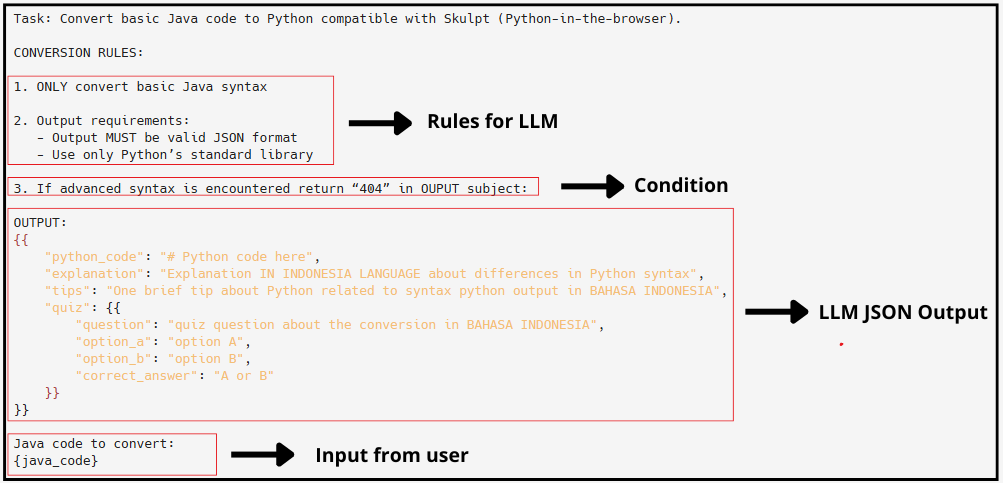 Task: Convert basic Java code to Python compatible with Skulpt (Python-in-the-browser).
CONVERSION RULES:
1. ONLY convert basic Java syntax
2. Output requirements:
- Output MUST be valid JSON format
- Use only Python’s standard library
Rules for LLM
3. If advanced syntax is encountered return “404” in OUPUT subject:
Condition
OUTPUT:
{{
"python_code": "# Python code here",
"explanation": "Explanation IN INDONESIA LANGUAGE about differences in Python syntax",
"tips": "One brief tip about Python related to syntax python output in BAHASA INDONESIA",
"quiz": {{
"question": "quiz question about the conversion in BAHASA INDONESIA",
"option_a": "option A",
"option_b": "option B",
"correct_answer": "A or B"
}}
}}
LLM JSON Output
Java code to convert:
{java_code}
Input from user